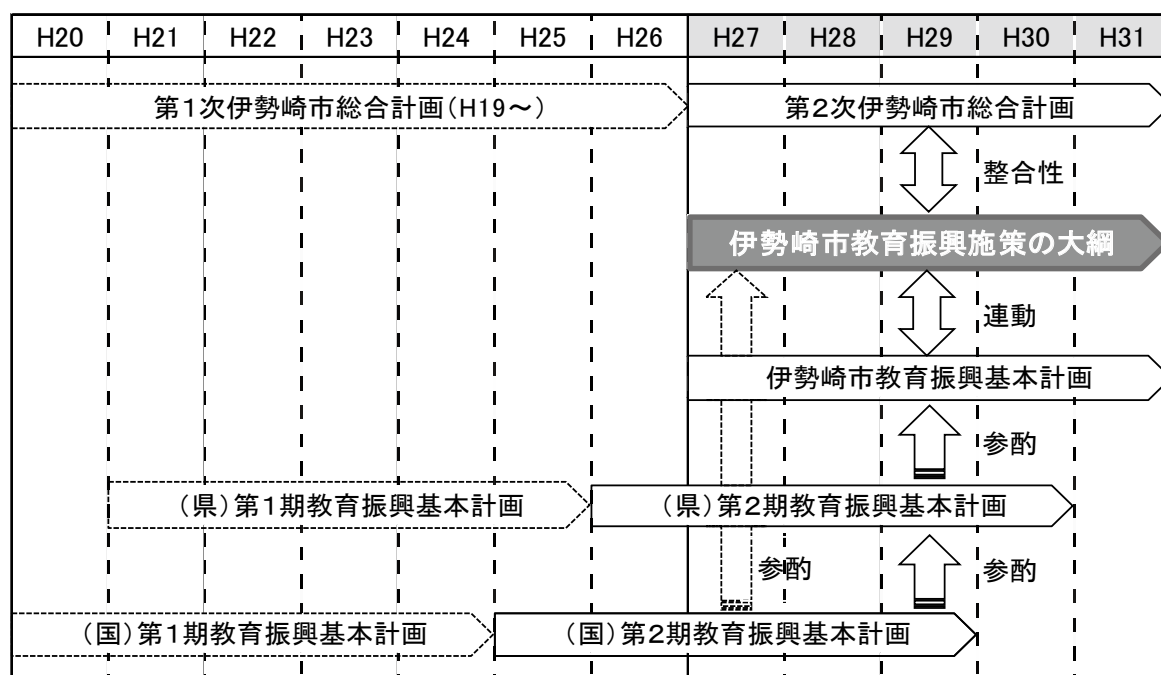 H20 H21 H22 H23 H24 H25 H26 H27 H28 H29 H30 H31
第1次伊勢崎市総合計画(H19～) 第2次伊勢崎市総合計画
整合性
伊勢崎市教育振興施策の大綱
連動
伊勢崎市教育振興基本計画
参酌
(県)第1期教育振興基本計画 (県)第2期教育振興基本計画
参酌 参酌
(国)第1期教育振興基本計画 (国)第2期教育振興基本計画